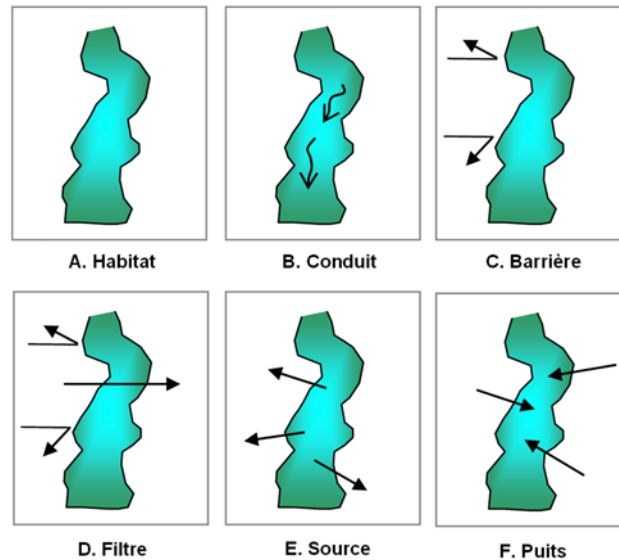 A. Habitat
B. Conduit
C. Barrière
D. Filtre
E. Source
F. Puits